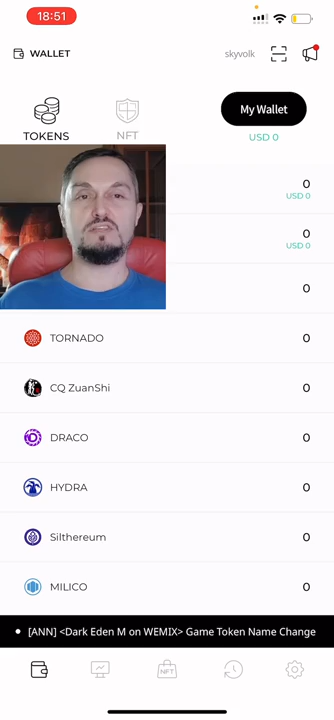 18:51
WALLET
skyvolk
TOKENS
NFT
My Wallet
USD 0
0
USD 0
0
USD 0
0
TORNADO 0
CQ ZuanShi 0
DRACO 0
HYDRA 0
Silthereum 0
MILICO 0
[ANN] <Dark Eden M on WEMIX> Game Token Name Change
NFT